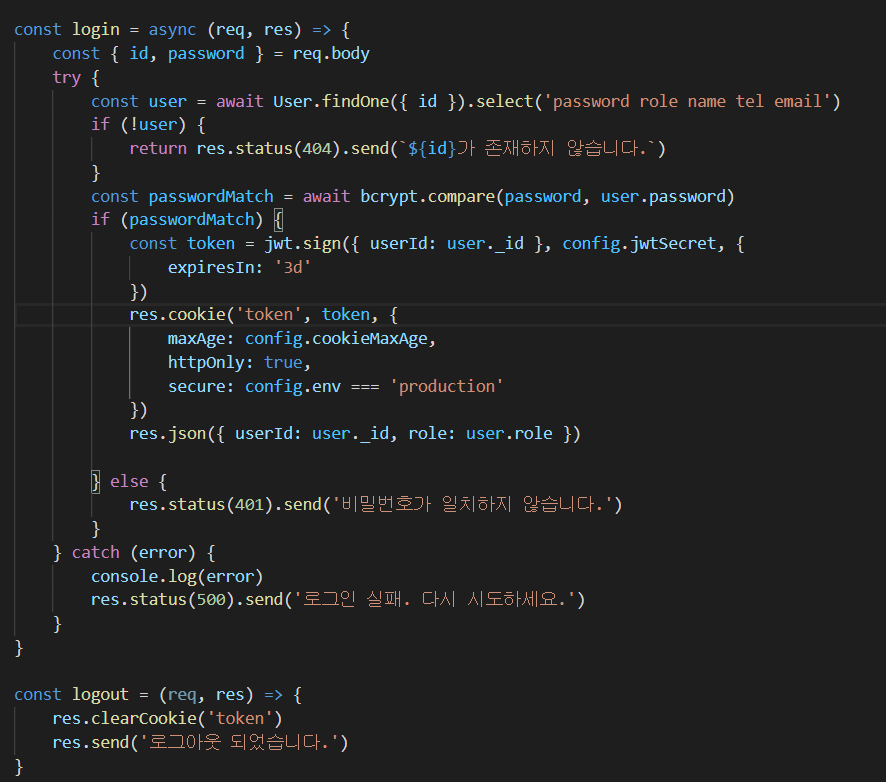 const login = async (req, res) => {
    const { id, password } = req.body
    try {
        const user = await User.findOne({ id }).select('password role name tel email')
        if (!user) {
            return res.status(404).send(`${id}가 존재하지 않습니다.`)
        }
        const passwordMatch = await bcrypt.compare(password, user.password)
        if (passwordMatch) {
            const token = jwt.sign({ userId: user._id }, config.jwtSecret, {
                expiresIn: '3d'
            })
            res.cookie('token', token, {
                maxAge: config.cookieMaxAge,
                httpOnly: true,
                secure: config.env === 'production'
            })
            res.json({ userId: user._id, role: user.role })

        } else {
            res.status(401).send('비밀번호가 일치하지 않습니다.')
        }
    } catch (error) {
        console.log(error)
        res.status(500).send('로그인 실패. 다시 시도하세요.')
    }
}

const logout = (req, res) => {
    res.clearCookie('token')
    res.send('로그아웃 되었습니다.')
}